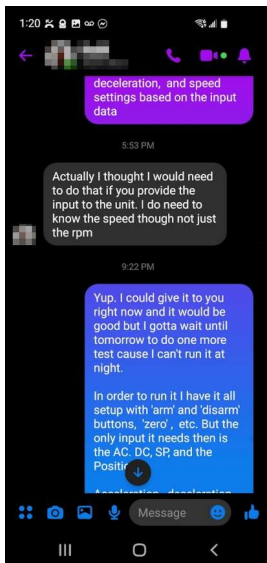 1:20
deceleration, and speed
settings based on the input
data
5:53 PM
Actually I thought I would need
to do that if you provide the
input to the unit. I do need to
know the speed though not just
the rpm
9:22 PM
Yup. I could give it to you
right now and it would be
good but I gotta wait until
tomorrow to do one more
test cause I can't run it at
night.
In order to run it I have it all
setup with 'arm' and 'disarm'
buttons, 'zero', etc. But the
only input it needs then is
the AC. DC, SP, and the
Message